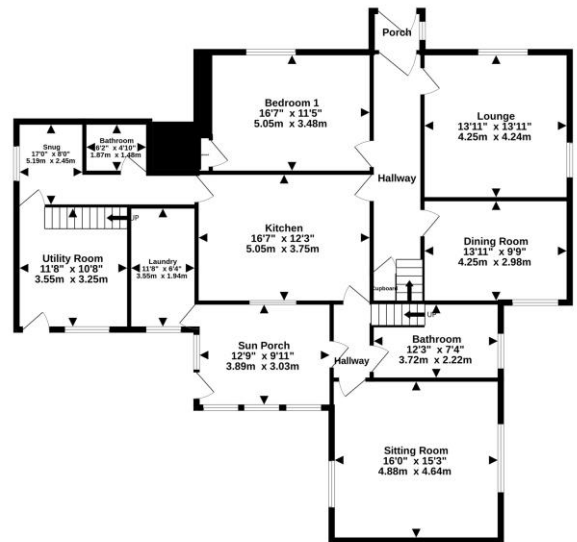 Porch
Bedroom 1
16'7" x 11'5"
5.05m x 3.48m
Lounge
13'11" x 13'11"
4.25m x 4.24m
Snug
17'0" x 8'0"
5.19m x 2.45m
Bathroom
6'2" x 4'10"
1.87m x 1.48m
Hallway
Kitchen
16'7" x 12'3"
5.05m x 3.75m
Dining Room
13'11" x 9'9"
4.25m x 2.98m
UP
Utility Room
11'8" x 10'8"
3.55m x 3.25m
Laundry
11'8" x 6'4"
3.55m x 1.94m
Cupboard
UP
Sun Porch
12'9" x 9'11"
3.89m x 3.03m
Hallway
Bathroom
12'3" x 7'4"
3.72m x 2.22m
Sitting Room
16'0" x 15'3"
4.88m x 4.64m